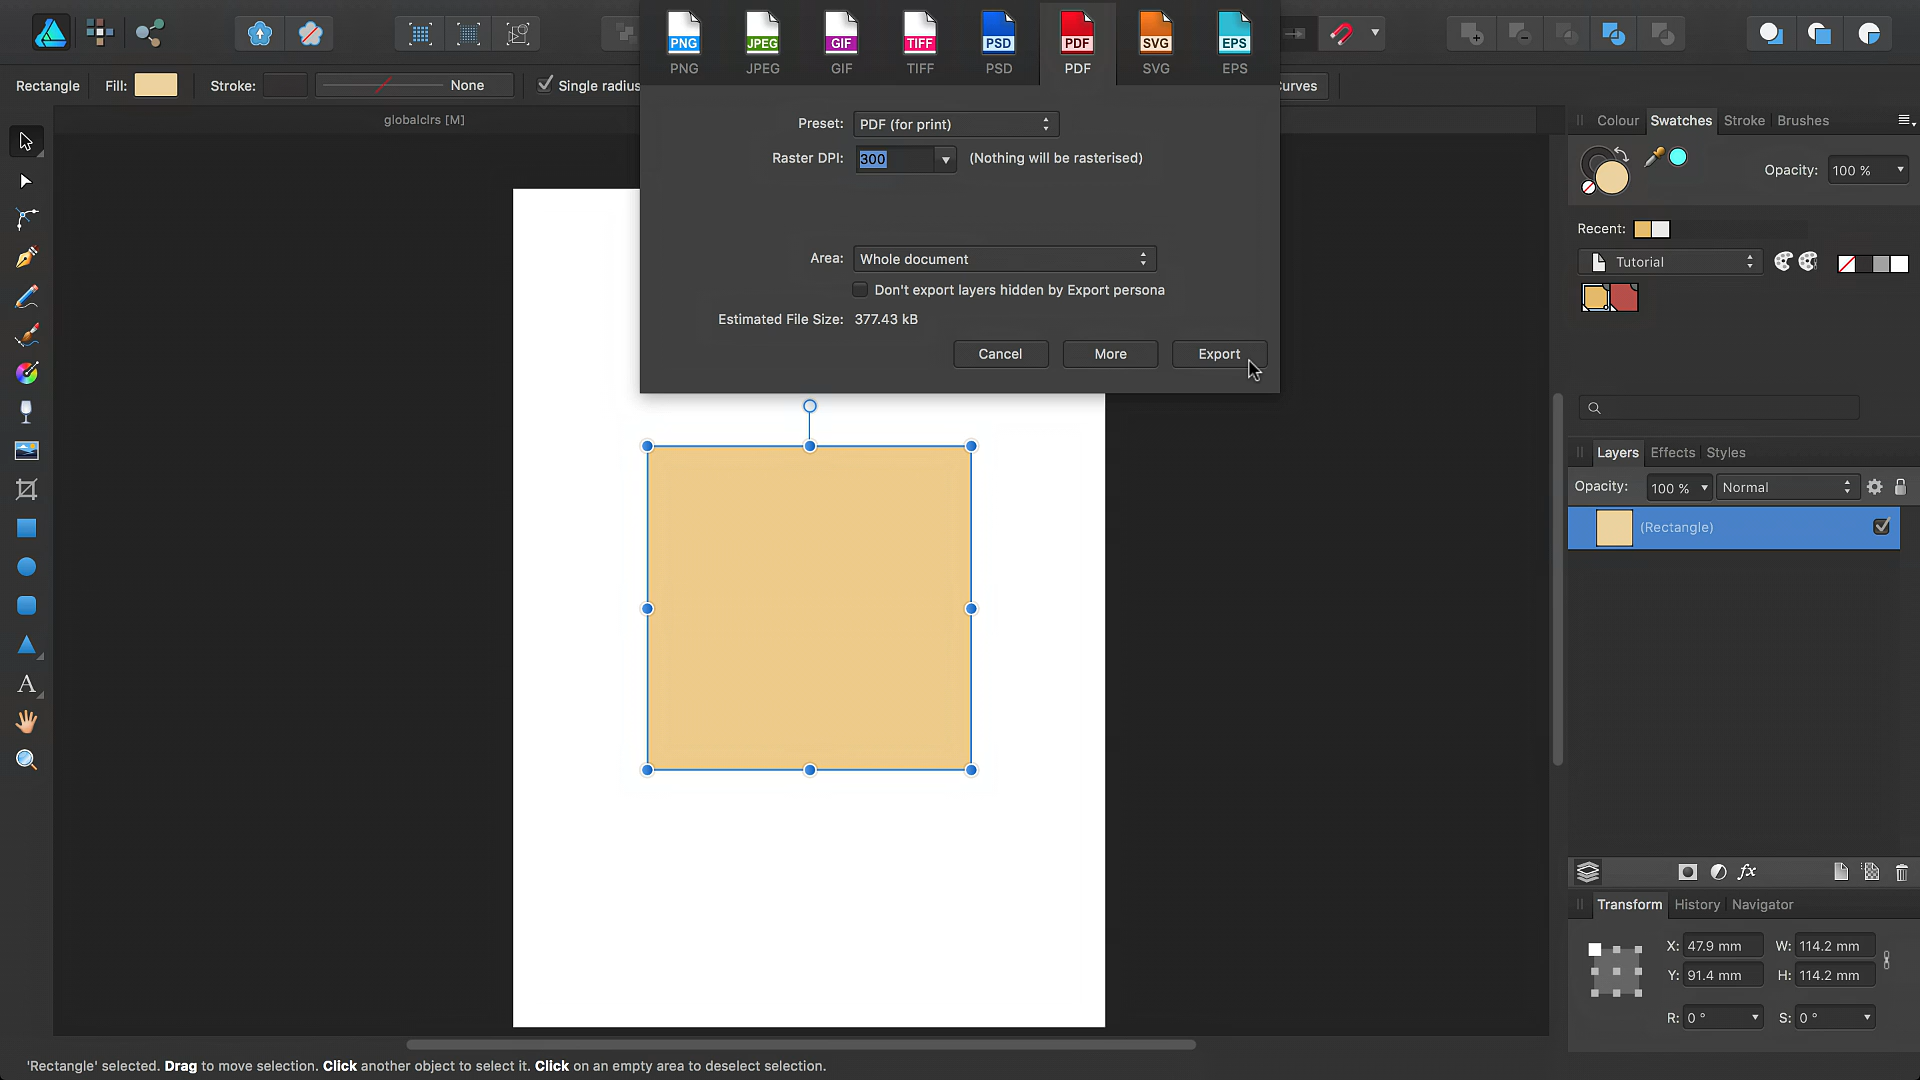 PNG JPEG GIF TIFF PSD PDF SVG EPS
PNG JPEG GIF TIFF PSD PDF SVG EPS
Rectangle Fill: Stroke: None Single radius urves
globalclrs [M]
Preset: PDF (for print)
Raster DPI: 300 (Nothing will be rasterised)
Area: Whole document
Don't export layers hidden by Export persona
Estimated File Size: 377.43 kB
Cancel More Export
Colour Swatches Stroke Brushes
Opacity: 100 %
Recent:
Tutorial
Layers Effects Styles
Opacity: 100 % Normal
(Rectangle)
fx
Transform History Navigator
X: 47.9 mm W: 114.2 mm
Y: 91.4 mm H: 114.2 mm
R: 0 ° S: 0 °
A
'Rectangle' selected. Drag to move selection. Click another object to select it. Click on an empty area to deselect selection.